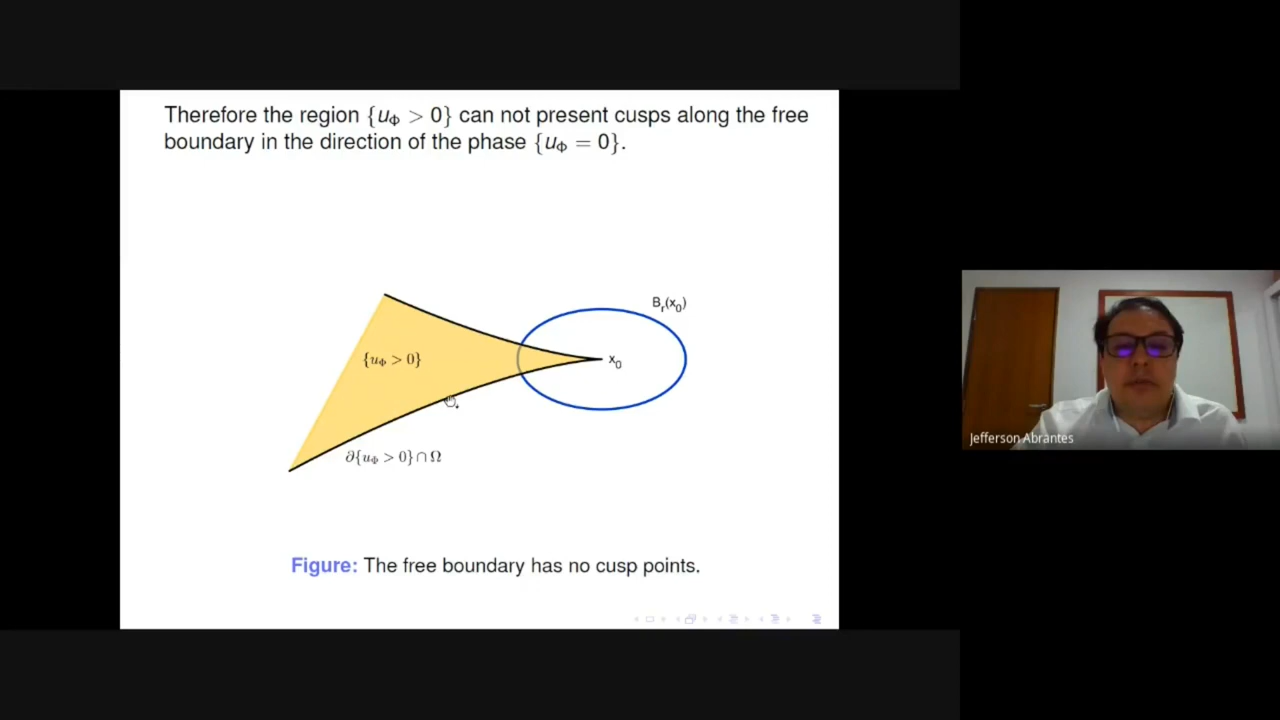 Therefore the region {u_Φ > 0} can not present cusps along the free
boundary in the direction of the phase {u_Φ = 0}.
B_r(x_0)
{u_Φ > 0}
x_0
∂{u_Φ > 0} ∩ Ω
Figure: The free boundary has no cusp points.
Jefferson Abrantes